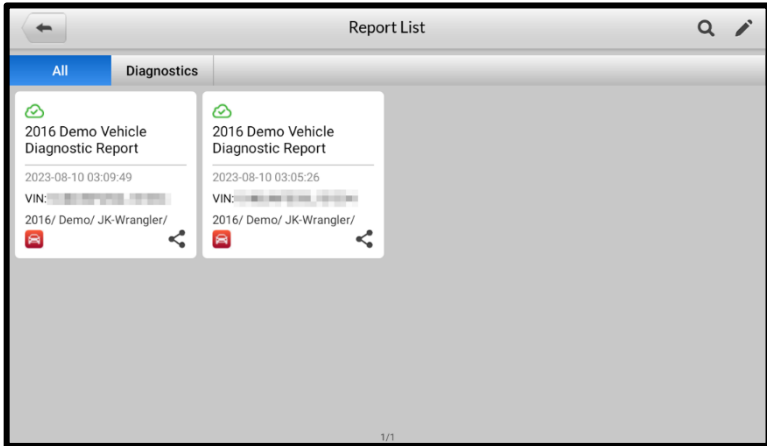 Report List
All
Diagnostics
2016 Demo Vehicle
Diagnostic Report
2023-08-10 03:09:49
VIN:
2016/ Demo/ JK-Wrangler/
2016 Demo Vehicle
Diagnostic Report
2023-08-10 03:05:26
VIN:
2016/ Demo/ JK-Wrangler/
1/1